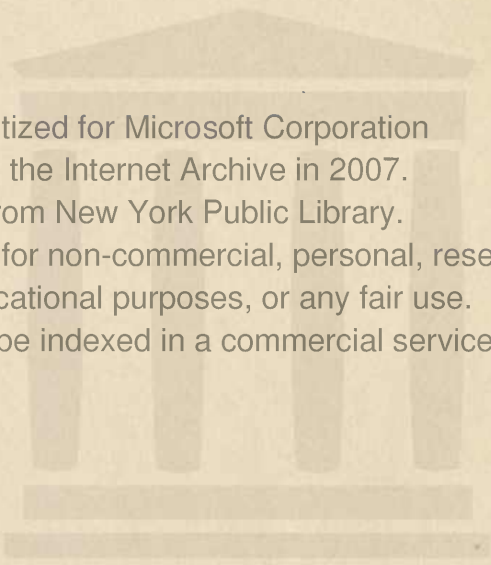 tized for Microsoft Corporation
the Internet Archive in 2007.
rom New York Public Library.
for non-commercial, personal, rese
cational purposes, or any fair use.
be indexed in a commercial service